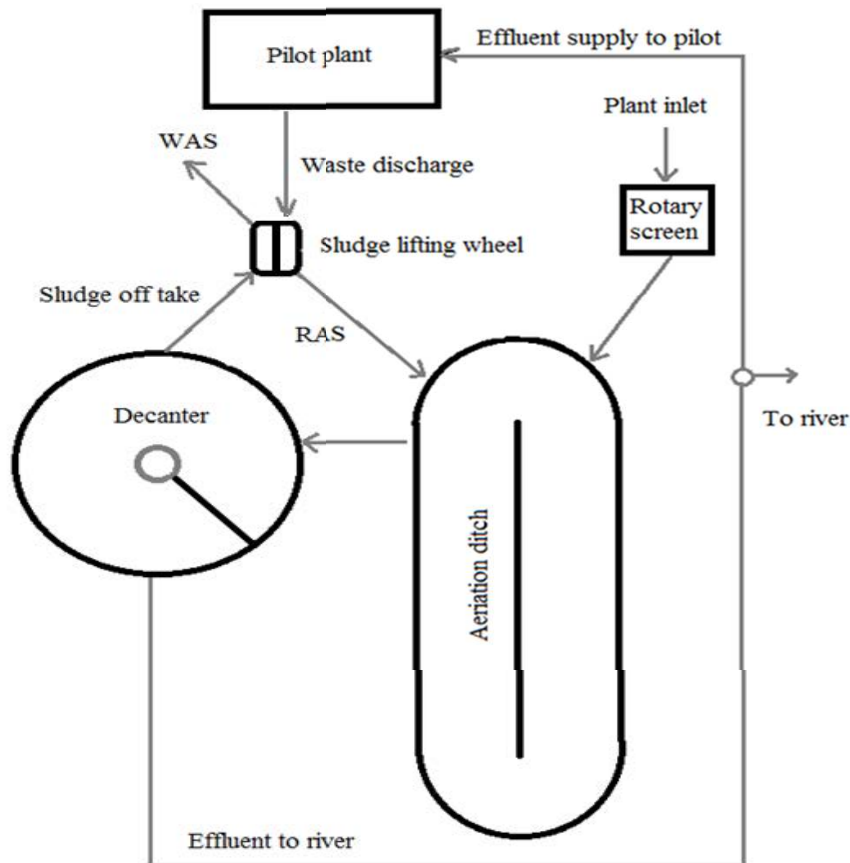 Effluent supply to pilot
Pilot plant
Plant inlet
WAS
Waste discharge
Rotary
screen
Sludge lifting wheel
Sludge off take
RAS
Decanter
To river
Aeriation ditch
Effluent to river